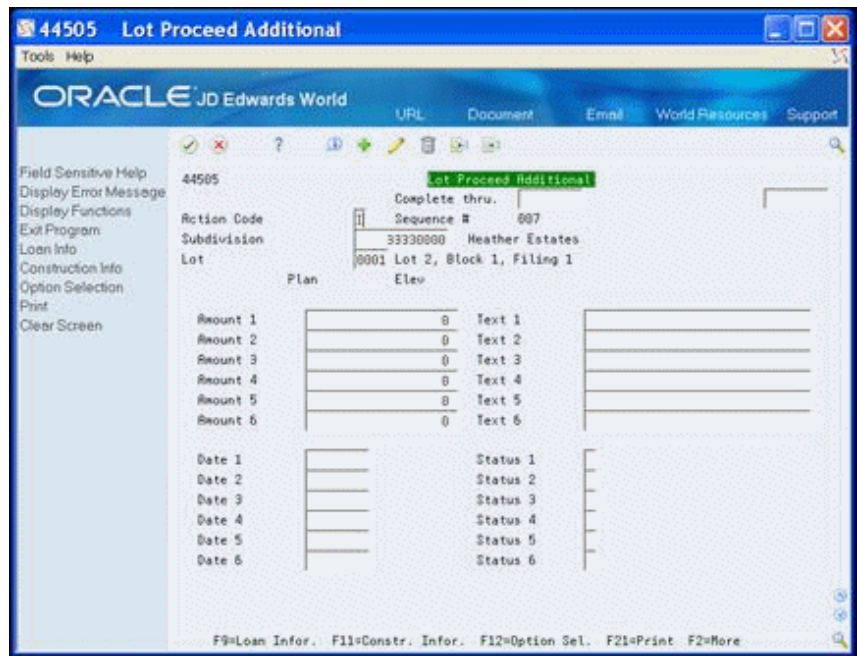 44505 Lot Proceed Additional
Tools Help
ORACLE JD Edwards World
URL Document Email World Resources Support
?
Field Sensitive Help
Display Error Message
Display Functions
Exit Program
Loan Info
Construction Info
Option Selection
Print
Clear Screen
44505 Lot Proceed Additional
Complete thru.
Action Code I Sequence # 007
Subdivision 33330000 Heather Estates
Lot 0001 Lot 2, Block 1, Filing 1
Plan Elev
Amount 1 0 Text 1
Amount 2 0 Text 2
Amount 3 0 Text 3
Amount 4 0 Text 4
Amount 5 0 Text 5
Amount 6 0 Text 6
Date 1 Status 1
Date 2 Status 2
Date 3 Status 3
Date 4 Status 4
Date 5 Status 5
Date 6 Status 6
F9=Loan Infor. F11=Constr. Infor. F12=Option Sel. F21=Print F2=More